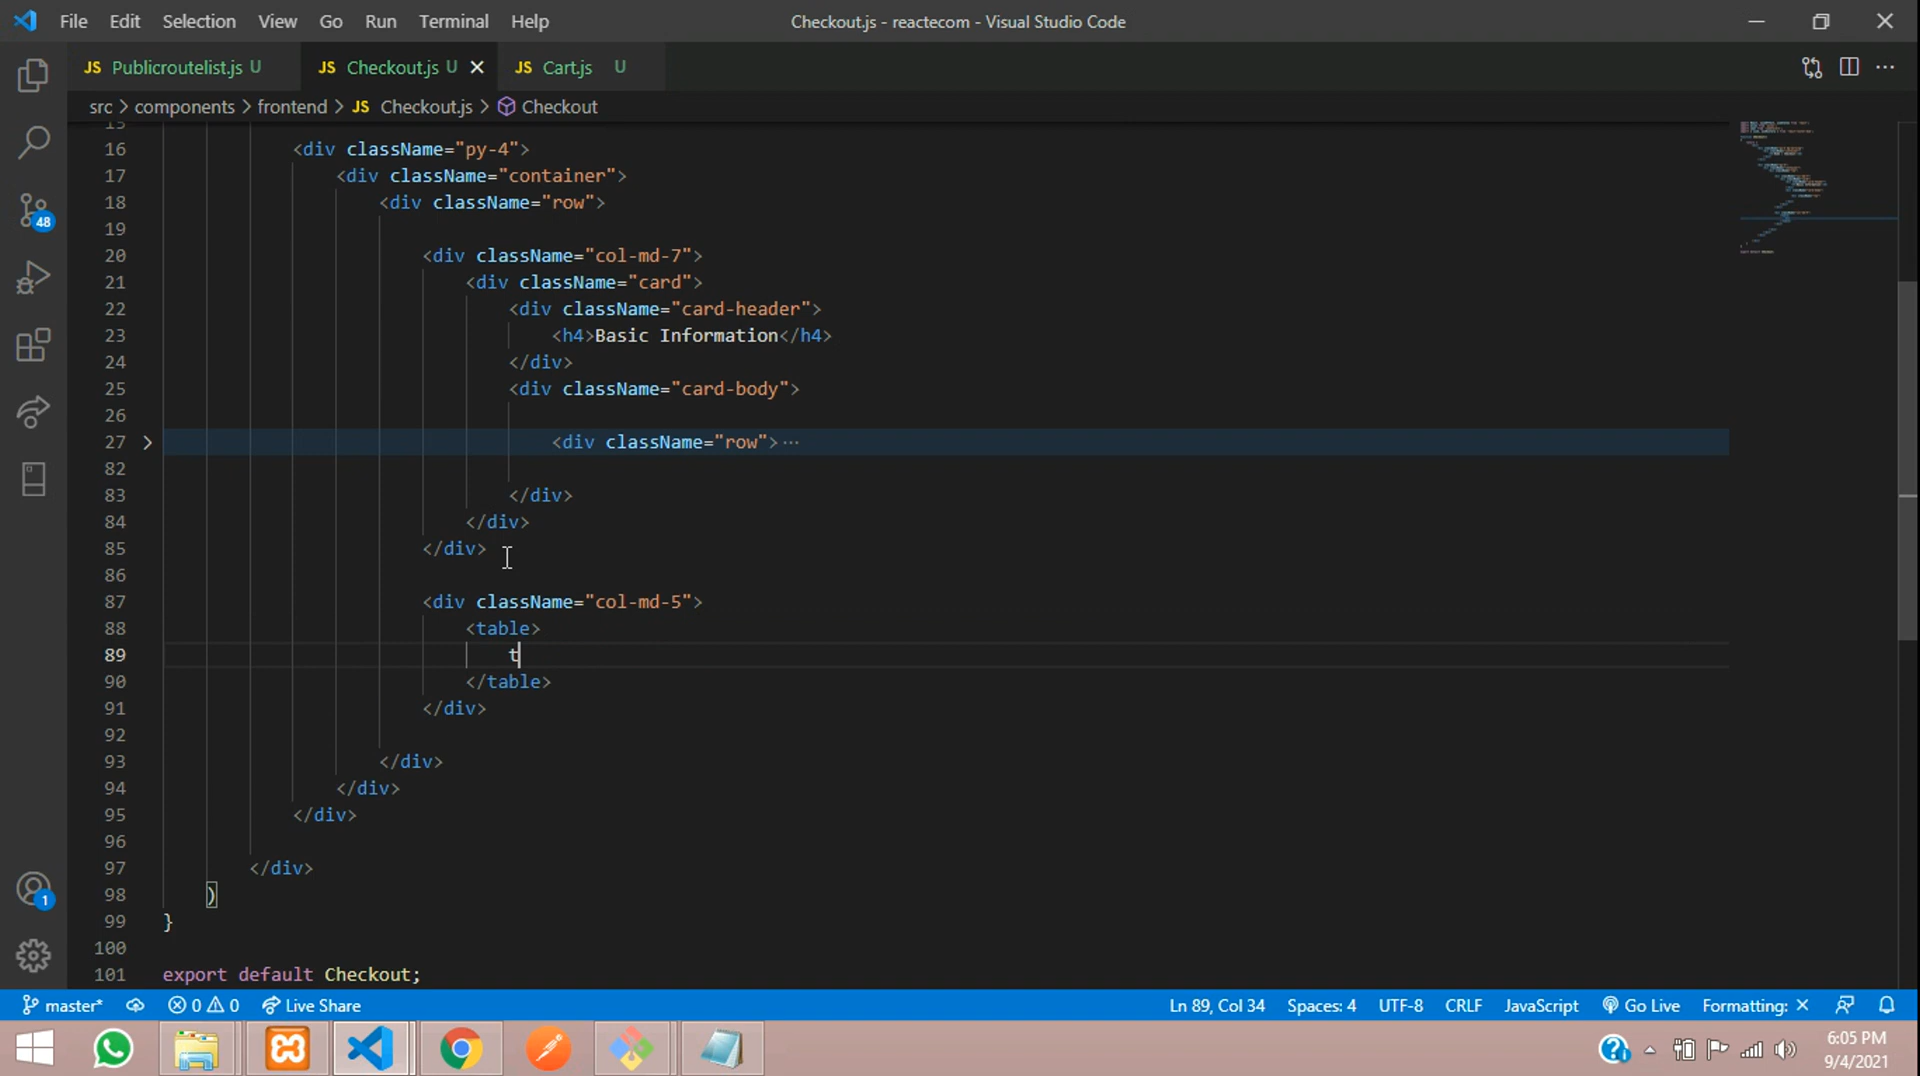 File Edit Selection View Go Run Terminal Help Checkout.js - reactecom - Visual Studio Code
JS Publicroutelist.js U JS Checkout.js U JS Cart.js U
src > components > frontend > JS Checkout.js > Checkout
15
16 <div className="py-4">
17 <div className="container">
18 <div className="row">
19
20 <div className="col-md-7">
21 <div className="card">
22 <div className="card-header">
23 <h4>Basic Information</h4>
24 </div>
25 <div className="card-body">
26
27 <div className="row">···
82
83 </div>
84 </div>
85 </div>
86
87 <div className="col-md-5">
88 <table>
89 t
90 </table>
91 </div>
92
93 </div>
94 </div>
95 </div>
96
97 </div>
98 )
99 }
100
101 export default Checkout;
48
1
master* 0 0 Live Share Ln 89, Col 34 Spaces: 4 UTF-8 CRLF JavaScript Go Live Formatting: ×
6:05 PM
9/4/2021